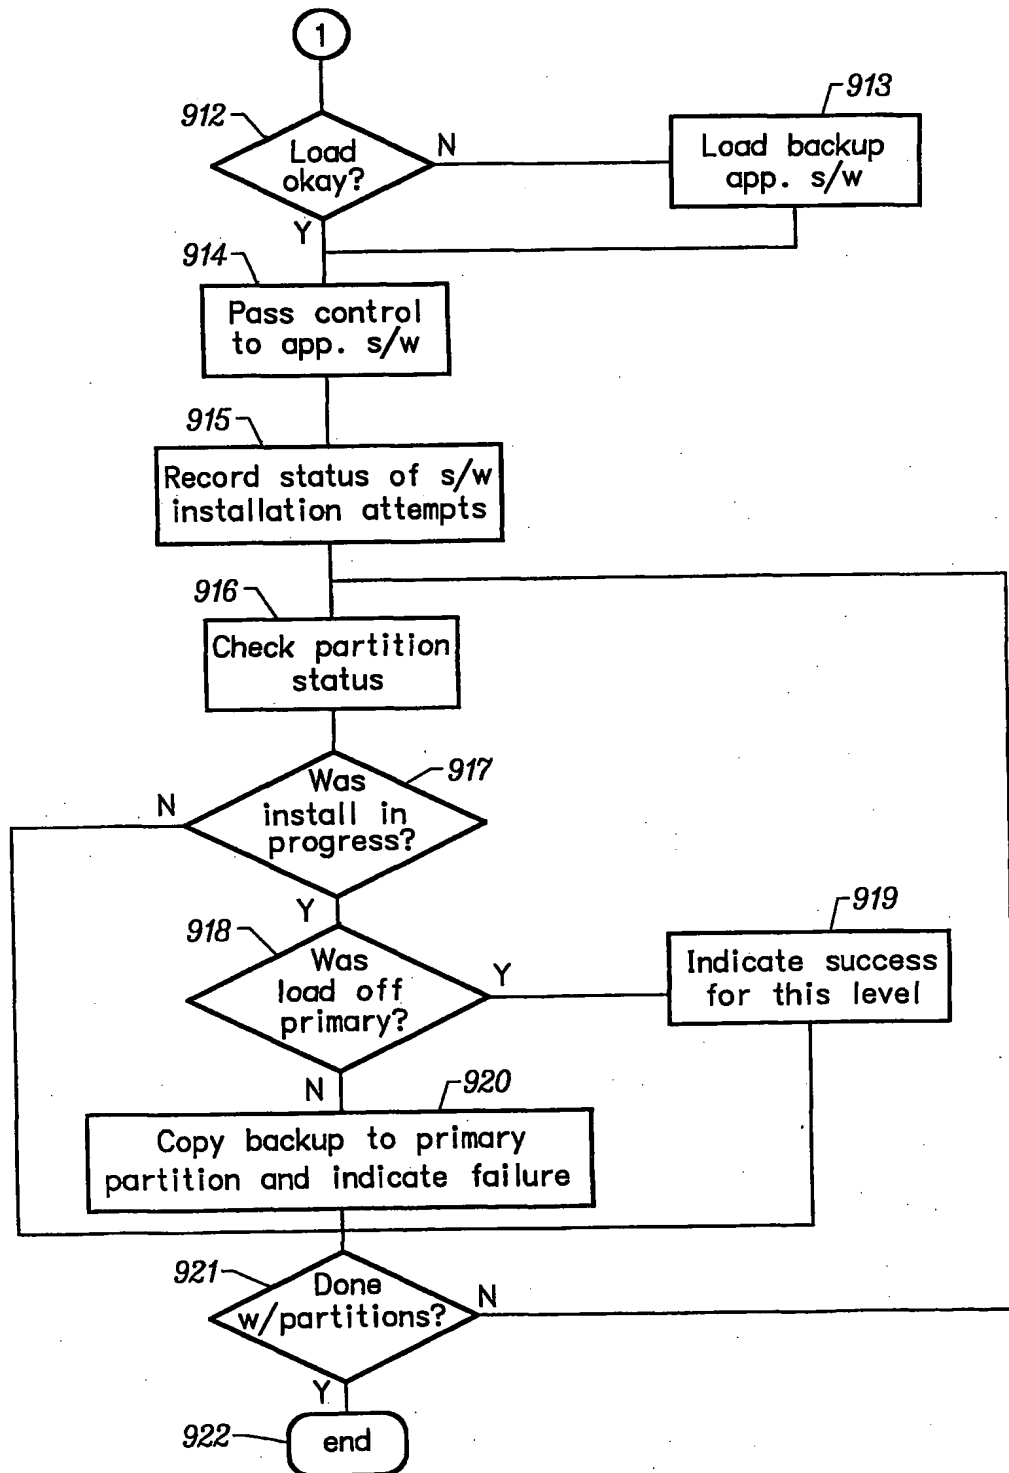 1
912
Load
okay?
N
Y
913
Load backup
app. s/w
914
Pass control
to app. s/w
915
Record status of s/w
installation attempts
916
Check partition
status
917
Was
install in
progress?
N
Y
918
Was
load off
primary?
Y
N
919
Indicate success
for this level
920
Copy backup to primary
partition and indicate failure
921
Done
w/partitions?
N
Y
922
end